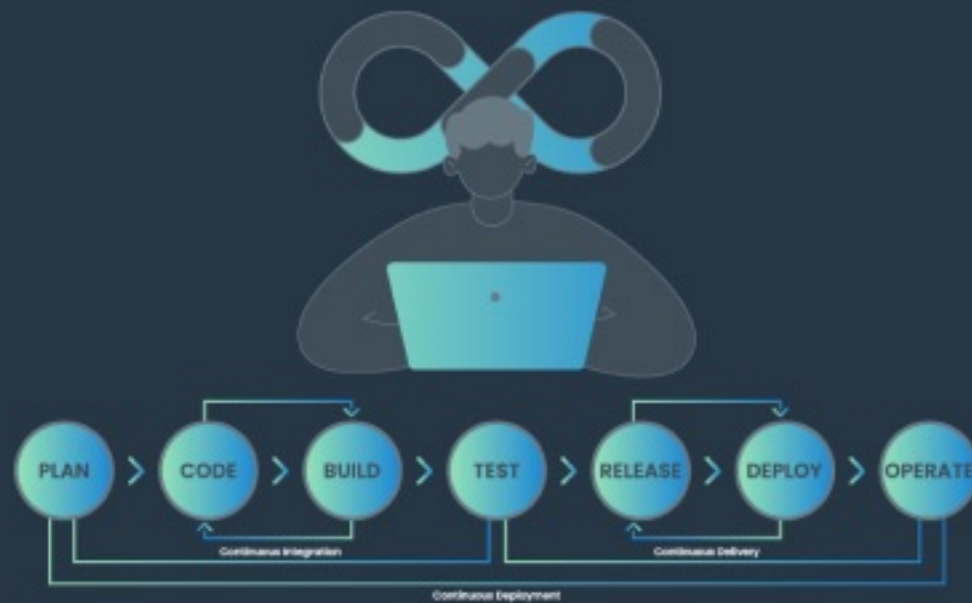 PLAN
CODE
BUILD
TEST
RELEASE
DEPLOY
OPERATE
Continuous Integration
Continuous Delivery
Continuous Deployment